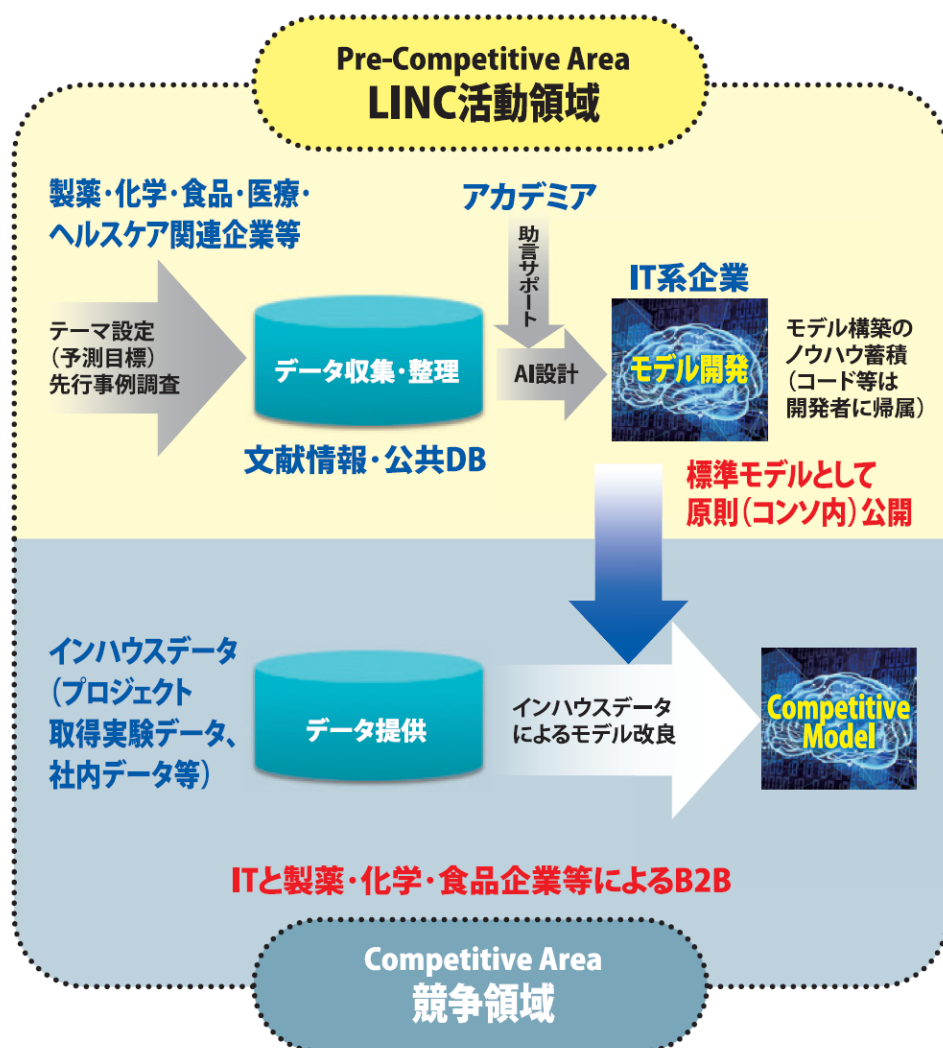 Pre-Competitive Area
LINC活動領域
製薬・化学・食品・医療・
ヘルスケア関連企業等
アカデミア
助言サポート
IT系企業
テーマ設定
（予測目標）
先行事例調査
データ収集・整理
AI設計
モデル開発
モデル構築の
ノウハウ蓄積
（コード等は
開発者に帰属）
文献情報・公共DB
標準モデルとして
原則（コンソ内）公開
インハウスデータ
（プロジェクト
取得実験データ、
社内データ等）
データ提供
インハウスデータ
によるモデル改良
Competitive
Model
ITと製薬・化学・食品企業等によるB2B
Competitive Area
競争領域